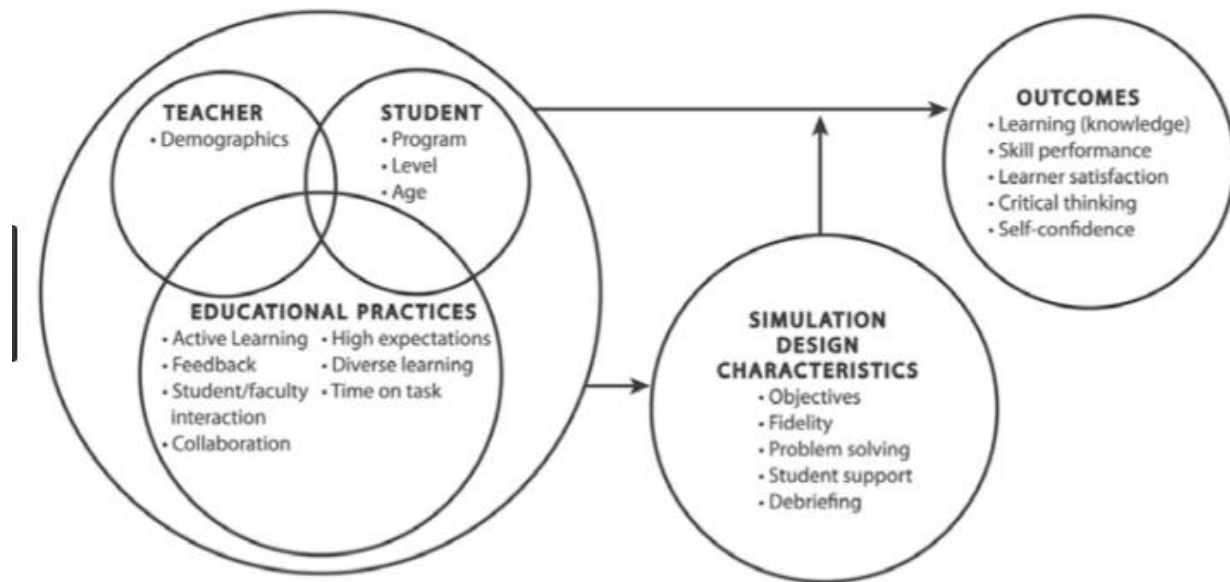 TEACHER
• Demographics
STUDENT
• Program
• Level
• Age
EDUCATIONAL PRACTICES
• Active Learning
• Feedback
• Student/faculty
interaction
• Collaboration
• High expectations
• Diverse learning
• Time on task
SIMULATION
DESIGN
CHARACTERISTICS
• Objectives
• Fidelity
• Problem solving
• Student support
• Debriefing
OUTCOMES
• Learning (knowledge)
• Skill performance
• Learner satisfaction
• Critical thinking
• Self-confidence